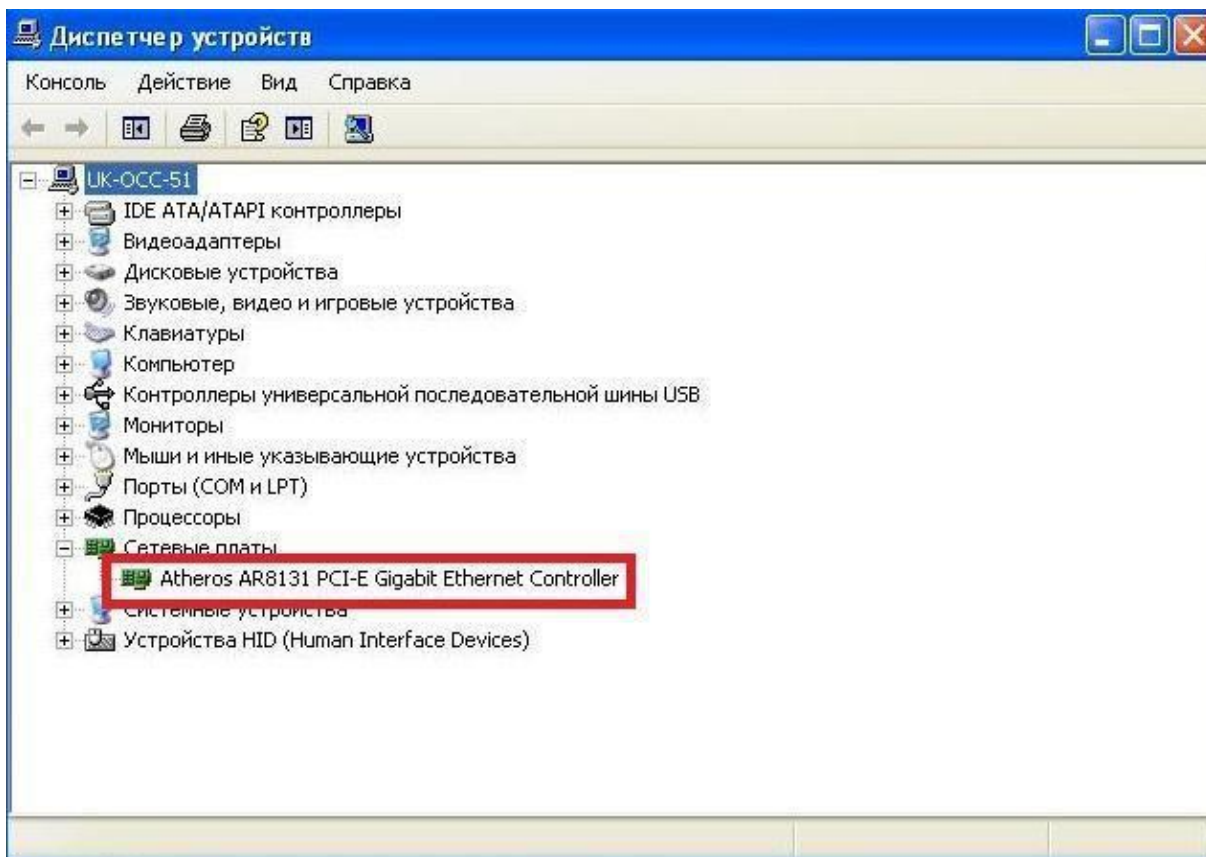 Диспетчер устройств
Консоль Действие Вид Справка
UK-OCC-51
IDE ATA/ATAPI контроллеры
Видеоадаптеры
Дисковые устройства
Звуковые, видео и игровые устройства
Клавиатуры
Компьютер
Контроллеры универсальной последовательной шины USB
Мониторы
Мыши и иные указывающие устройства
Порты (COM и LPT)
Процессоры
Сетевые платы
Atheros AR8131 PCI-E Gigabit Ethernet Controller
Системные устройства
Устройства HID (Human Interface Devices)